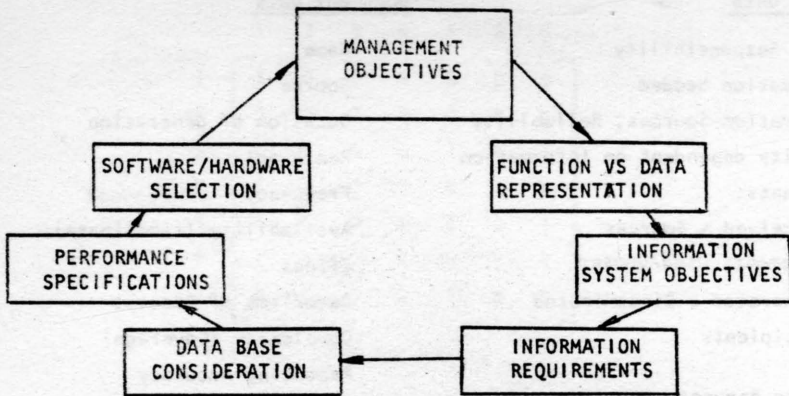 MANAGEMENT
OBJECTIVES
SOFTWARE/HARDWARE
SELECTION
FUNCTION VS DATA
REPRESENTATION
PERFORMANCE
SPECIFICATIONS
INFORMATION
SYSTEM OBJECTIVES
DATA BASE
CONSIDERATION
INFORMATION
REQUIREMENTS